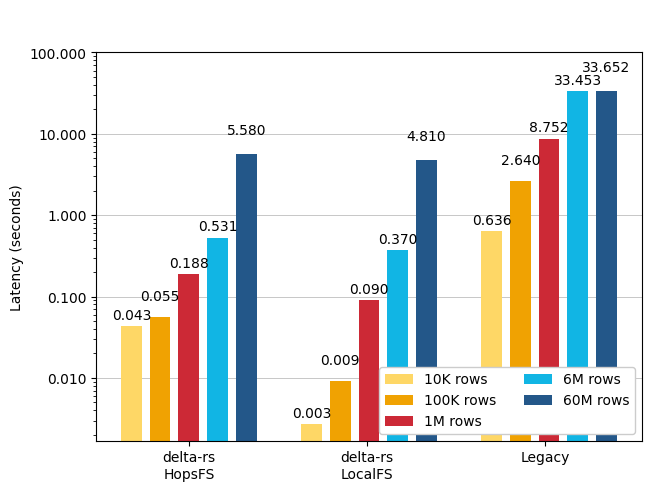 100.000
10.000
1.000
0.100
0.010
Latency (seconds)
0.043
0.055
0.188
0.531
5.580
0.003
0.009
0.090
0.370
4.810
0.636
2.640
8.752
33.453
33.652
10K rows
100K rows
1M rows
6M rows
60M rows
delta-rs
HopsFS
delta-rs
LocalFS
Legacy